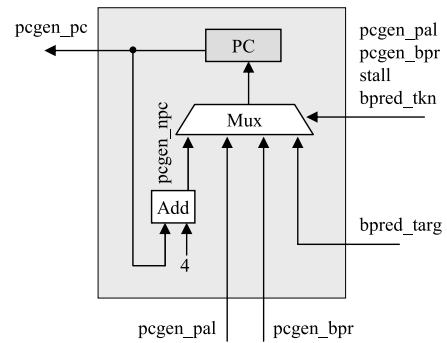 pcgen_pc
PC
pcgen_pal
pcgen_bpr
stall
bpred_tkn
Mux
pcgen_npc
Add
4
bpred_targ
pcgen_pal
pcgen_bpr